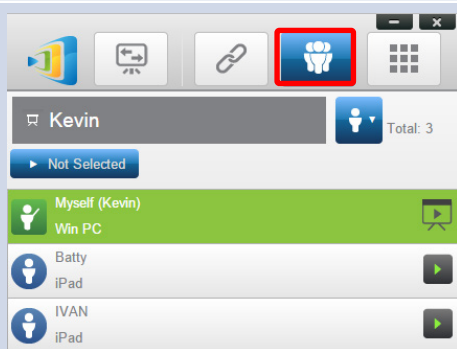 Kevin
Total: 3
Not Selected
Myself (Kevin)
Win PC
Batty
iPad
IVAN
iPad